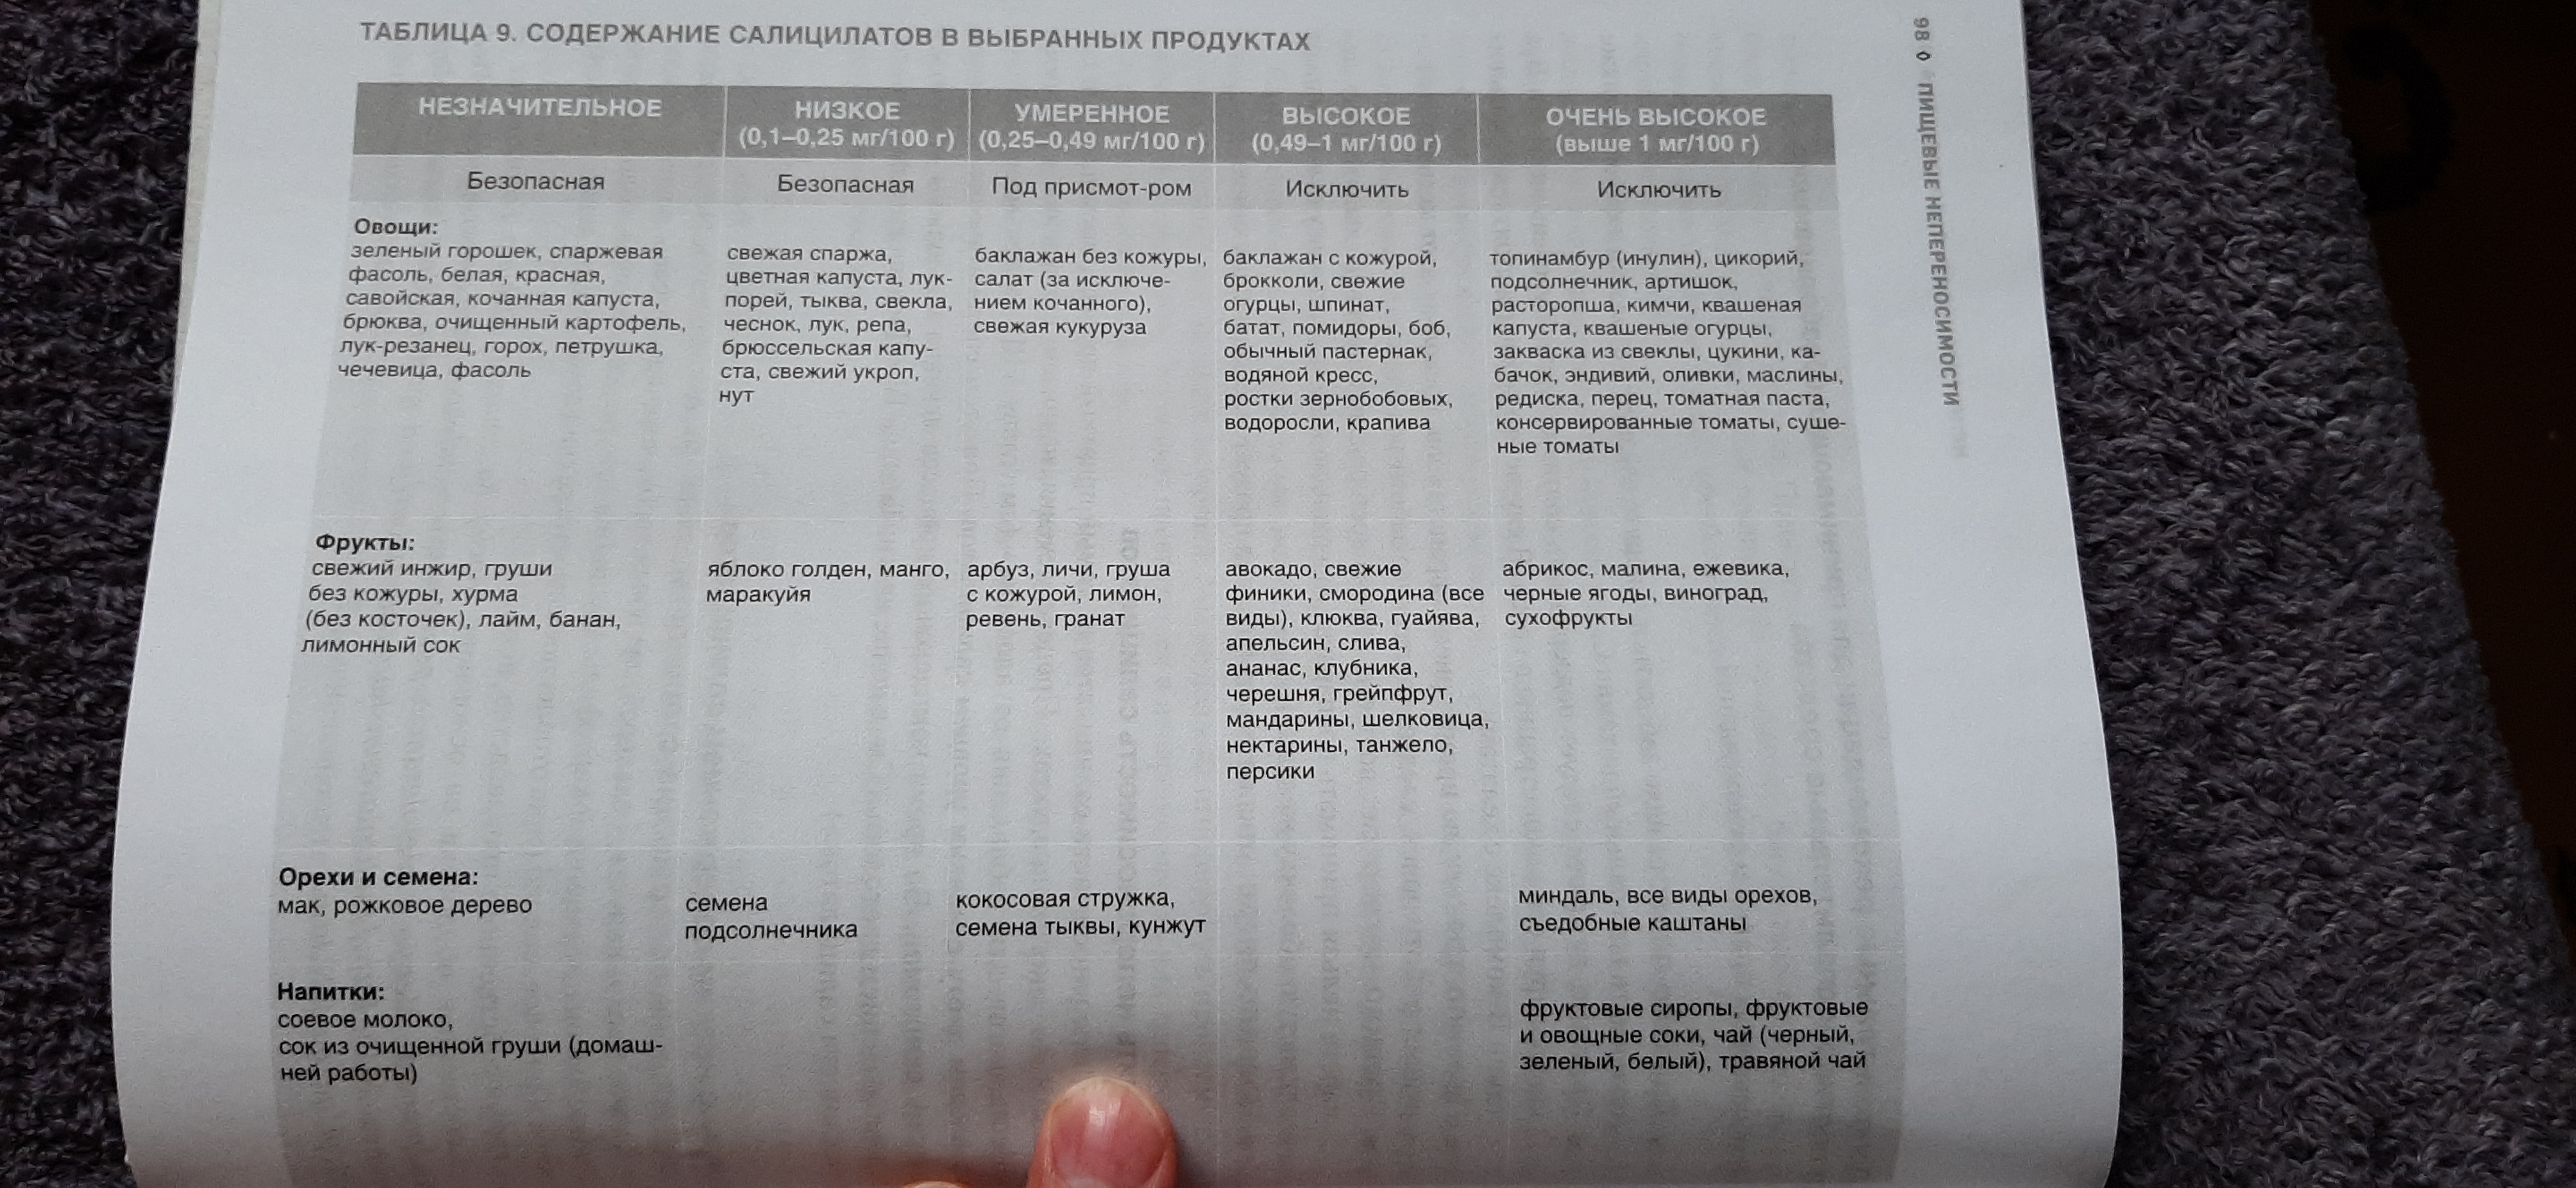 ТАБЛИЦА 9. СОДЕРЖАНИЕ САЛИЦИЛАТОВ В ВЫБРАННЫХ ПРОДУКТАХ
НЕЗНАЧИТЕЛЬНОЕ
НИЗКОЕ
(0,1–0,25 мг/100 г)
УМЕРЕННОЕ
(0,25–0,49 мг/100 г)
ВЫСОКОЕ
(0,49–1 мг/100 г)
ОЧЕНЬ ВЫСОКОЕ
(выше 1 мг/100 г)
Безопасная
Безопасная
Под присмот-ром
Исключить
Исключить
Овощи:
зеленый горошек, спаржевая
фасоль, белая, красная,
савойская, кочанная капуста,
брюква, очищенный картофель,
лук-резанец, горох, петрушка,
чечевица, фасоль
свежая спаржа,
цветная капуста, лук-
порей, тыква, свекла,
чеснок, лук, репа,
брюссельская капу-
ста, свежий укроп,
нут
баклажан без кожуры,
салат (за исключе-
нием кочанного),
свежая кукуруза
баклажан с кожурой,
брокколи, свежие
огурцы, шпинат,
батат, помидоры, боб,
обычный пастернак,
водяной кресс,
ростки зернобобовых,
водоросли, крапива
топинамбур (инулин), цикорий,
подсолнечник, артишок,
расторопша, кимчи, квашеная
капуста, квашеные огурцы,
закваска из свеклы, цукини, ка-
бачок, эндивий, оливки, маслины,
редиска, перец, томатная паста,
консервированные томаты, суше-
ные томаты
Фрукты:
свежий инжир, груши
без кожуры, хурма
(без косточек), лайм, банан,
лимонный сок
яблоко голден, манго,
маракуйя
арбуз, личи, груша
с кожурой, лимон,
ревень, гранат
авокадо, свежие
финики, смородина (все
виды), клюква, гуайява,
апельсин, слива,
ананас, клубника,
черешня, грейпфрут,
мандарины, шелковица,
нектарины, танжело,
персики
абрикос, малина, ежевика,
черные ягоды, виноград,
сухофрукты
Орехи и семена:
мак, рожковое дерево
семена
подсолнечника
кокосовая стружка,
семена тыквы, кунжут
миндаль, все виды орехов,
съедобные каштаны
Напитки:
соевое молоко,
сок из очищенной груши (домаш-
ней работы)
фруктовые сиропы, фруктовые
и овощные соки, чай (черный,
зеленый, белый), травяной чай
98 ◊ ПИЩЕВЫЕ НЕПЕРЕНОСИМОСТИ